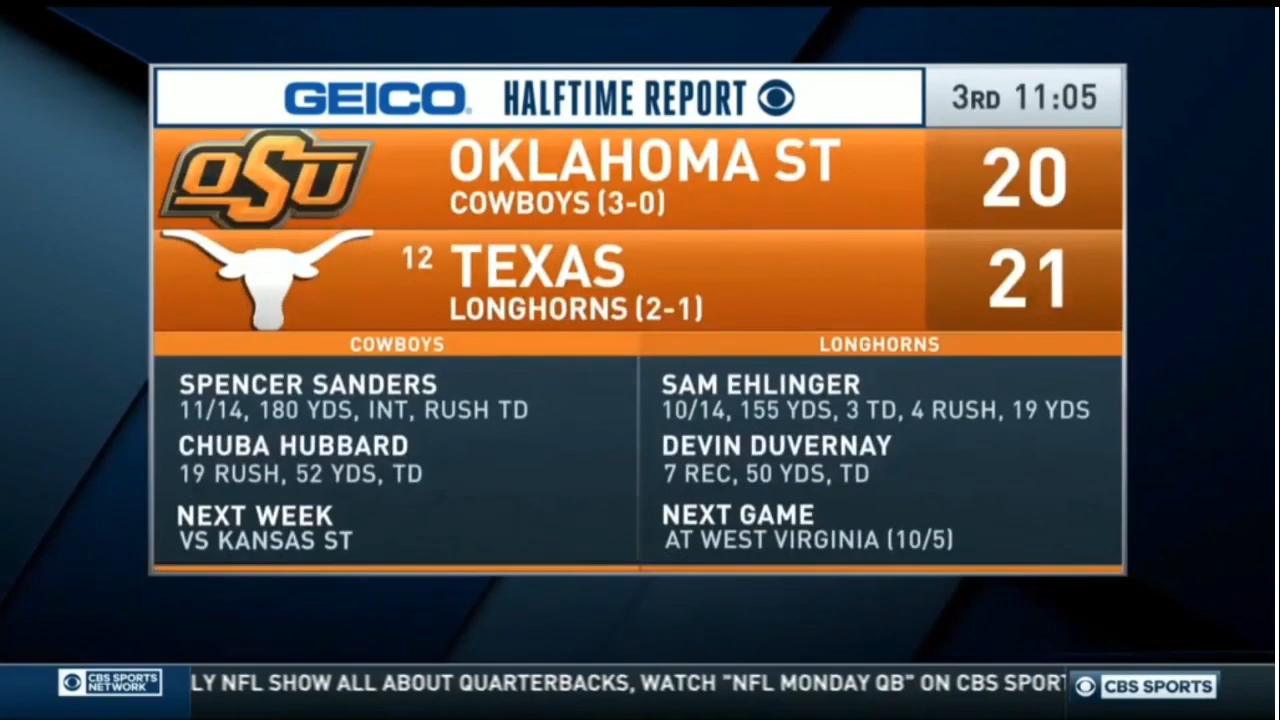 GEICO HALFTIME REPORT 3RD 11:05
OSU OKLAHOMA ST 20
COWBOYS (3-0)
12 TEXAS 21
LONGHORNS (2-1)
COWBOYS LONGHORNS
SPENCER SANDERS
11/14, 180 YDS, INT, RUSH TD
CHUBA HUBBARD
19 RUSH, 52 YDS, TD
NEXT WEEK
VS KANSAS ST
SAM EHLINGER
10/14, 155 YDS, 3 TD, 4 RUSH, 19 YDS
DEVIN DUVERNAY
7 REC, 50 YDS, TD
NEXT GAME
AT WEST VIRGINIA (10/5)
CBS SPORTS
NETWORK
LY NFL SHOW ALL ABOUT QUARTERBACKS, WATCH "NFL MONDAY QB" ON CBS SPORT
CBS SPORTS